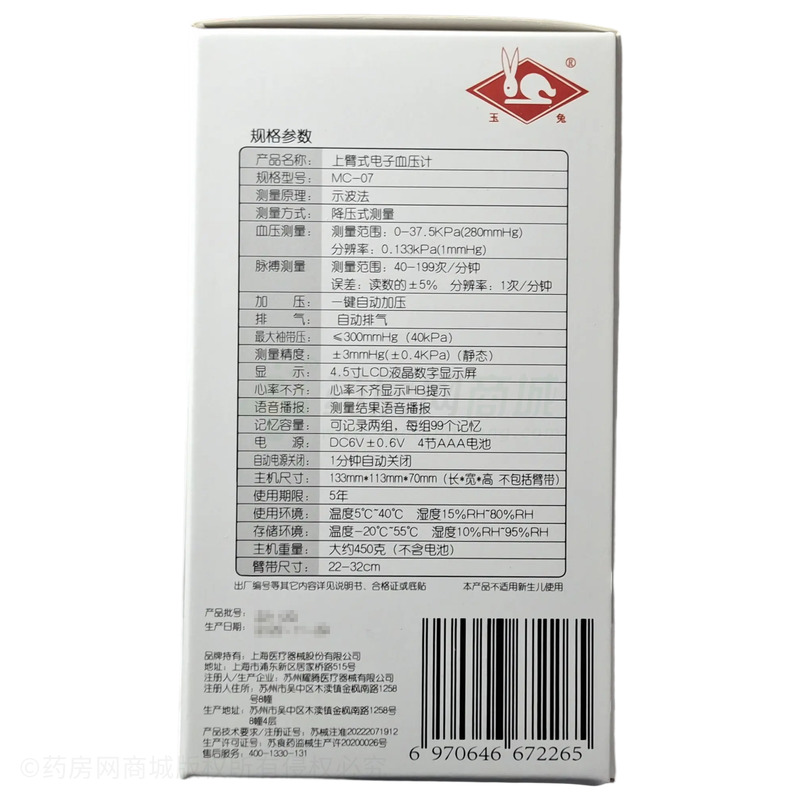 ®
玉 兔
规格参数
产品名称： 上臂式电子血压计
规格型号： MC-07
测量原理： 示波法
测量方式： 降压式测量
血压测量： 测量范围：0-37.5KPa(280mmHg)
分辨率：0.133kPa(1mmHg)
脉搏测量 测量范围：40-199次/分钟
误差：读数的±5% 分辨率：1次/分钟
加 压： 一键自动加压
排 气： 自动排气
最大袖带压： ≤300mmHg（40kPa）
测量精度： ±3mmHg(±0.4KPa)（静态）
显 示： 4.5寸LCD液晶数字显示屏
心率不齐： 心率不齐显示IHB提示
语音播报： 测量结果语音播报
记忆容量： 可记录两组，每组99个记忆
电 源： DC6V±0.6V 4节AAA电池
自动电源关闭： 1分钟自动关闭
主机尺寸： 133mm*113mm*70mm（长*宽*高 不包括臂带）
使用期限： 5年
使用环境： 温度5℃~40℃ 湿度15%RH~80%RH
存储环境： 温度-20℃~55℃ 湿度10%RH~95%RH
主机重量： 大约450克（不含电池）
臂带尺寸： 22-32cm
出厂编号等其它内容详见说明书、合格证或底贴 本产品不适用新生儿使用
产品批号：
生产日期：
品牌持有：上海医疗器械股份有限公司
地址：上海市浦东新区居家桥路515号
注册人/生产企业：苏州耀腾医疗器械有限公司
注册人住所：苏州市吴中区木渎镇金枫南路1258
号8幢
生产地址：苏州市吴中区木渎镇金枫南路1258号
8幢4层
产品技术要求/注册证号：苏械注准20222071912
生产许可证号：苏食药监械生产许20200026号
售后服务：400-1330-131
6 970646 672265
©药房网商城版权所有侵权必究